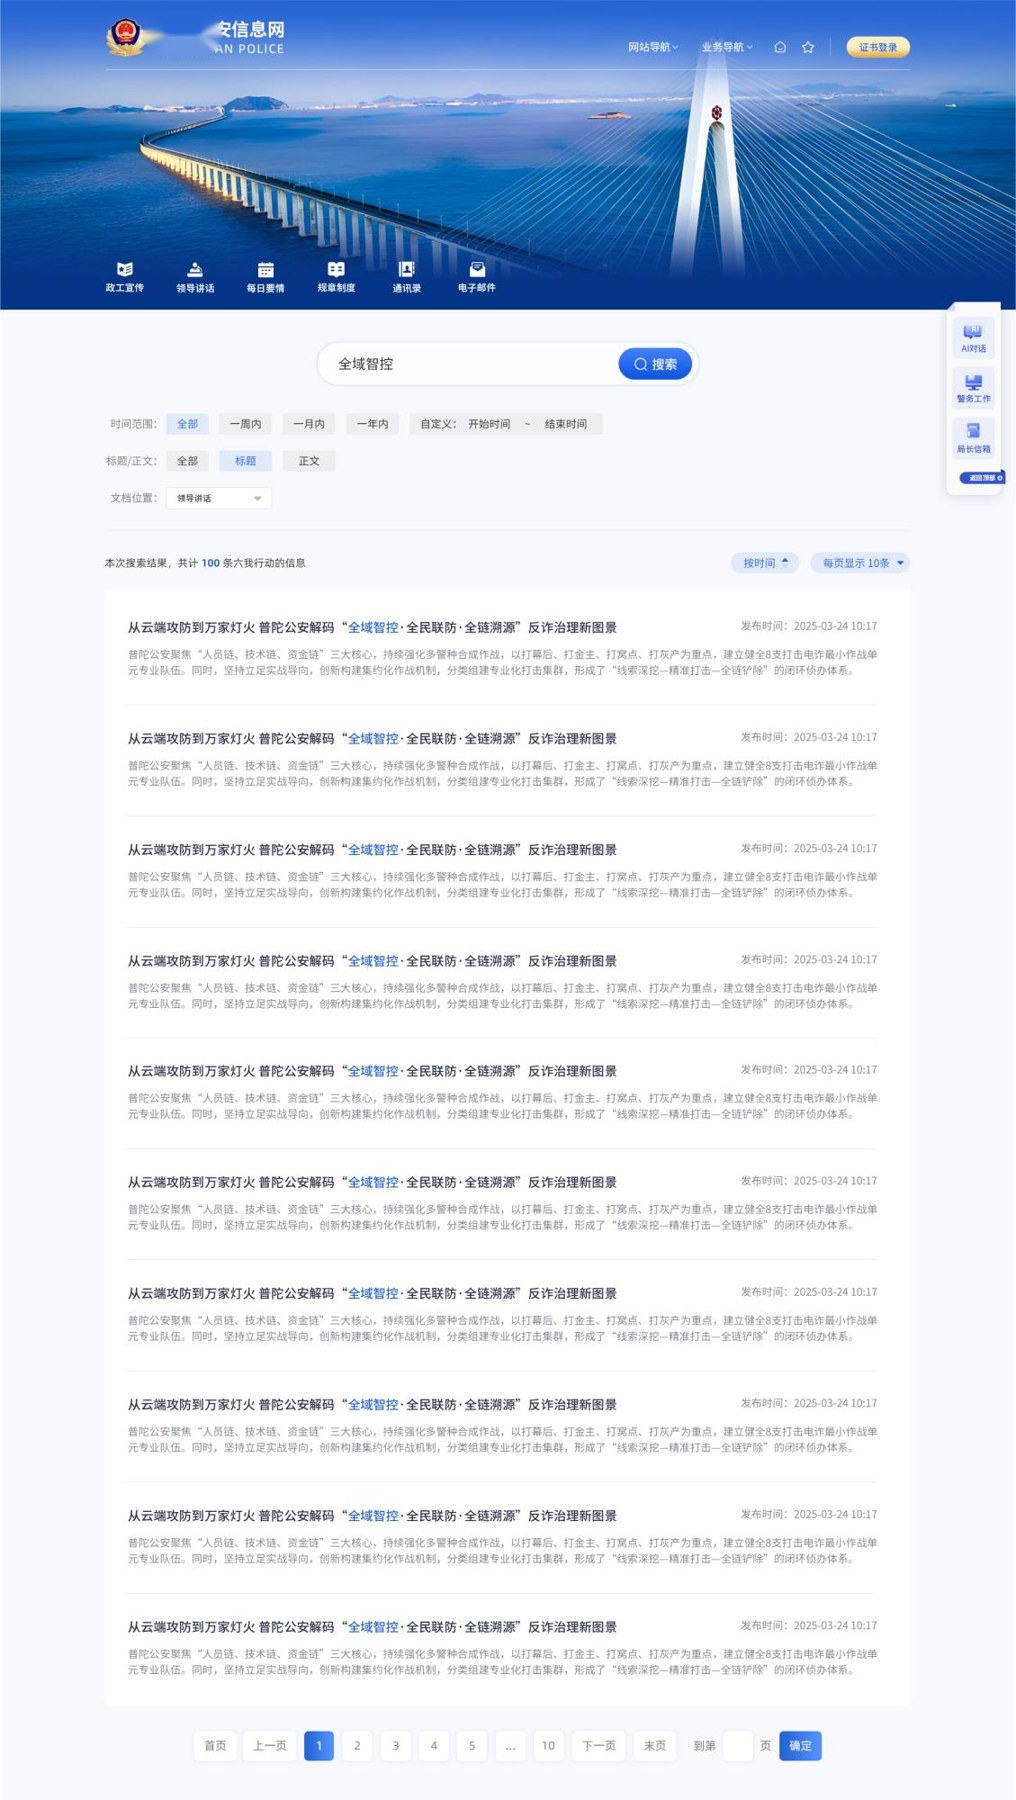 安信息网
AN POLICE
网站导航
业务导航
证书登录
政工宣传
领导讲话
每日要情
规章制度
通讯录
电子邮件
AI对话
警务工作
局长信箱
返回顶部
全域智控
搜索
时间范围：
全部
一周内
一月内
一年内
自定义：
开始时间
~
结束时间
标题/正文：
全部
标题
正文
文档位置：
领导讲话
本次搜索结果，共计 100 条六我行动的信息
按时间
每页显示 10条
从云端攻防到万家灯火 普陀公安解码“全域智控·全民联防·全链溯源”反诈治理新图景
发布时间：2025-03-24 10:17
普陀公安聚焦“人员链、技术链、资金链”三大核心，持续强化多警种合成作战，以打幕后、打金主、打窝点、打灰产为重点，建立健全8支打击电诈最小作战单
元专业队伍。同时，坚持立足实战导向，创新构建集约化作战机制，分类组建专业化打击集群，形成了“线索深挖—精准打击—全链铲除”的闭环侦办体系。
从云端攻防到万家灯火 普陀公安解码“全域智控·全民联防·全链溯源”反诈治理新图景
发布时间：2025-03-24 10:17
普陀公安聚焦“人员链、技术链、资金链”三大核心，持续强化多警种合成作战，以打幕后、打金主、打窝点、打灰产为重点，建立健全8支打击电诈最小作战单
元专业队伍。同时，坚持立足实战导向，创新构建集约化作战机制，分类组建专业化打击集群，形成了“线索深挖—精准打击—全链铲除”的闭环侦办体系。
从云端攻防到万家灯火 普陀公安解码“全域智控·全民联防·全链溯源”反诈治理新图景
发布时间：2025-03-24 10:17
普陀公安聚焦“人员链、技术链、资金链”三大核心，持续强化多警种合成作战，以打幕后、打金主、打窝点、打灰产为重点，建立健全8支打击电诈最小作战单
元专业队伍。同时，坚持立足实战导向，创新构建集约化作战机制，分类组建专业化打击集群，形成了“线索深挖—精准打击—全链铲除”的闭环侦办体系。
从云端攻防到万家灯火 普陀公安解码“全域智控·全民联防·全链溯源”反诈治理新图景
发布时间：2025-03-24 10:17
普陀公安聚焦“人员链、技术链、资金链”三大核心，持续强化多警种合成作战，以打幕后、打金主、打窝点、打灰产为重点，建立健全8支打击电诈最小作战单
元专业队伍。同时，坚持立足实战导向，创新构建集约化作战机制，分类组建专业化打击集群，形成了“线索深挖—精准打击—全链铲除”的闭环侦办体系。
从云端攻防到万家灯火 普陀公安解码“全域智控·全民联防·全链溯源”反诈治理新图景
发布时间：2025-03-24 10:17
普陀公安聚焦“人员链、技术链、资金链”三大核心，持续强化多警种合成作战，以打幕后、打金主、打窝点、打灰产为重点，建立健全8支打击电诈最小作战单
元专业队伍。同时，坚持立足实战导向，创新构建集约化作战机制，分类组建专业化打击集群，形成了“线索深挖—精准打击—全链铲除”的闭环侦办体系。
从云端攻防到万家灯火 普陀公安解码“全域智控·全民联防·全链溯源”反诈治理新图景
发布时间：2025-03-24 10:17
普陀公安聚焦“人员链、技术链、资金链”三大核心，持续强化多警种合成作战，以打幕后、打金主、打窝点、打灰产为重点，建立健全8支打击电诈最小作战单
元专业队伍。同时，坚持立足实战导向，创新构建集约化作战机制，分类组建专业化打击集群，形成了“线索深挖—精准打击—全链铲除”的闭环侦办体系。
从云端攻防到万家灯火 普陀公安解码“全域智控·全民联防·全链溯源”反诈治理新图景
发布时间：2025-03-24 10:17
普陀公安聚焦“人员链、技术链、资金链”三大核心，持续强化多警种合成作战，以打幕后、打金主、打窝点、打灰产为重点，建立健全8支打击电诈最小作战单
元专业队伍。同时，坚持立足实战导向，创新构建集约化作战机制，分类组建专业化打击集群，形成了“线索深挖—精准打击—全链铲除”的闭环侦办体系。
从云端攻防到万家灯火 普陀公安解码“全域智控·全民联防·全链溯源”反诈治理新图景
发布时间：2025-03-24 10:17
普陀公安聚焦“人员链、技术链、资金链”三大核心，持续强化多警种合成作战，以打幕后、打金主、打窝点、打灰产为重点，建立健全8支打击电诈最小作战单
元专业队伍。同时，坚持立足实战导向，创新构建集约化作战机制，分类组建专业化打击集群，形成了“线索深挖—精准打击—全链铲除”的闭环侦办体系。
从云端攻防到万家灯火 普陀公安解码“全域智控·全民联防·全链溯源”反诈治理新图景
发布时间：2025-03-24 10:17
普陀公安聚焦“人员链、技术链、资金链”三大核心，持续强化多警种合成作战，以打幕后、打金主、打窝点、打灰产为重点，建立健全8支打击电诈最小作战单
元专业队伍。同时，坚持立足实战导向，创新构建集约化作战机制，分类组建专业化打击集群，形成了“线索深挖—精准打击—全链铲除”的闭环侦办体系。
从云端攻防到万家灯火 普陀公安解码“全域智控·全民联防·全链溯源”反诈治理新图景
发布时间：2025-03-24 10:17
普陀公安聚焦“人员链、技术链、资金链”三大核心，持续强化多警种合成作战，以打幕后、打金主、打窝点、打灰产为重点，建立健全8支打击电诈最小作战单
元专业队伍。同时，坚持立足实战导向，创新构建集约化作战机制，分类组建专业化打击集群，形成了“线索深挖—精准打击—全链铲除”的闭环侦办体系。
首页
上一页
1
2
3
4
5
...
10
下一页
末页
到第
页
确定